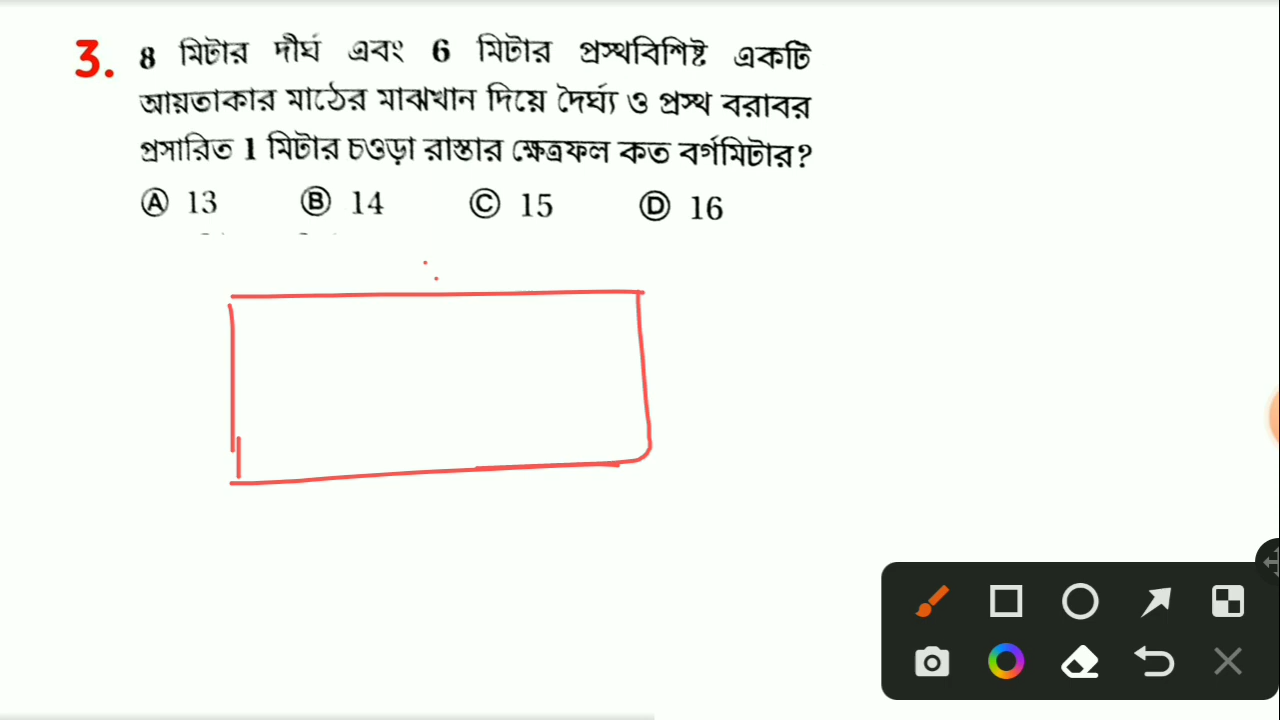 3. 8 মিটার দীর্ঘ এবং 6 মিটার প্রস্থবিশিষ্ট একটি
আয়তাকার মাঠের মাঝখান দিয়ে দৈর্ঘ্য ও প্রস্থ বরাবর
প্রসারিত 1 মিটার চওড়া রাস্তার ক্ষেত্রফল কত বর্গমিটার?
Ⓐ 13 Ⓑ 14 Ⓒ 15 Ⓓ 16